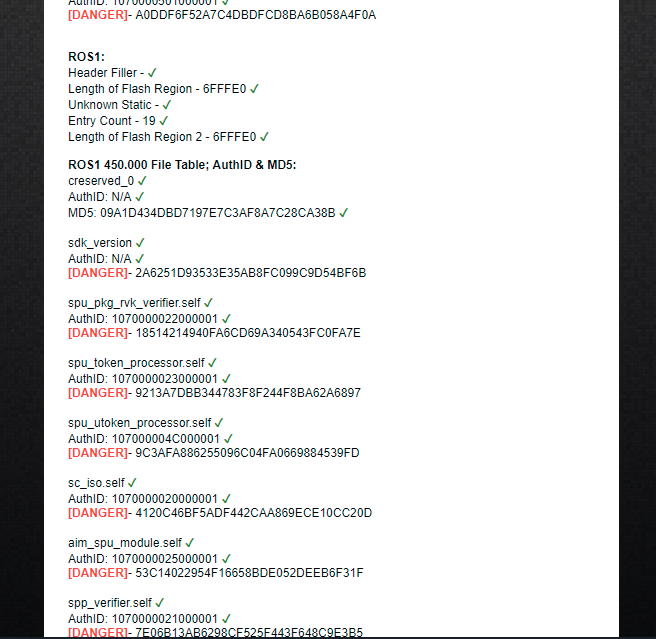 AuthID: 1070000501000001 ✓
[DANGER]- A0DDF6F52A7C4DBDFCD8BA6B058A4F0A
ROS1:
Header Filler - ✓
Length of Flash Region - 6FFFE0 ✓
Unknown Static - ✓
Entry Count - 19 ✓
Length of Flash Region 2 - 6FFFE0 ✓
ROS1 450.000 File Table; AuthID & MD5:
creserved_0 ✓
AuthID: N/A ✓
MD5: 09A1D434DBD7197E7C3AF8A7C28CA38B ✓
sdk_version ✓
AuthID: N/A ✓
[DANGER]- 2A6251D93533E35AB8FC099C9D54BF6B
spu_pkg_rvk_verifier.self ✓
AuthID: 1070000022000001 ✓
[DANGER]- 18514214940FA6CD69A340543FC0FA7E
spu_token_processor.self ✓
AuthID: 1070000023000001 ✓
[DANGER]- 9213A7DBB344783F8F244F8BA62A6897
spu_utoken_processor.self ✓
AuthID: 107000004C000001 ✓
[DANGER]- 9C3AFA886255096C04FA0669884539FD
sc_iso.self ✓
AuthID: 1070000020000001 ✓
[DANGER]- 4120C46BF5ADF442CAA869ECE10CC20D
aim_spu_module.self ✓
AuthID: 1070000025000001 ✓
[DANGER]- 53C14022954F16658BDE052DEEB6F31F
spp_verifier.self ✓
AuthID: 1070000021000001 ✓
[DANGER]- 7E06B13AB6298CF525F443F648C9E3B5